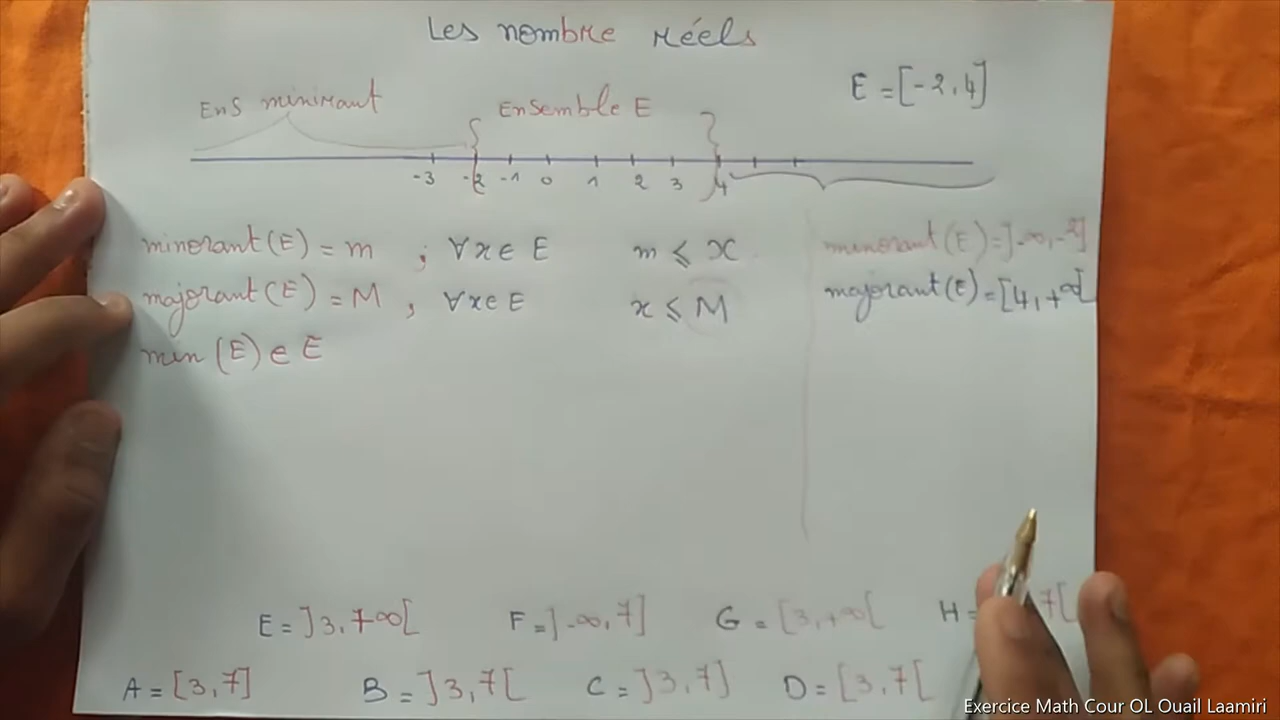 Les nombre réels
E = [-2,4]
Ens minirant
Ensemble E
-3 -2 -1 0 1 2 3 4
minorant(E) = m ; ∀x∈E m ⩽ x
minorant(E)=]-∞,-2]
majorant(E) = M , ∀x∈E x ⩽ M
majorant(E)=[4,+∞[
min (E) ∈ E
E = ]3,+∞[ F = ]-∞,7] G = [3,+∞[ H= 7[
A = [3,7] B = ]3,7[ C = ]3,7] D = [3,7[
Exercice Math Cour OL Ouail Laamiri